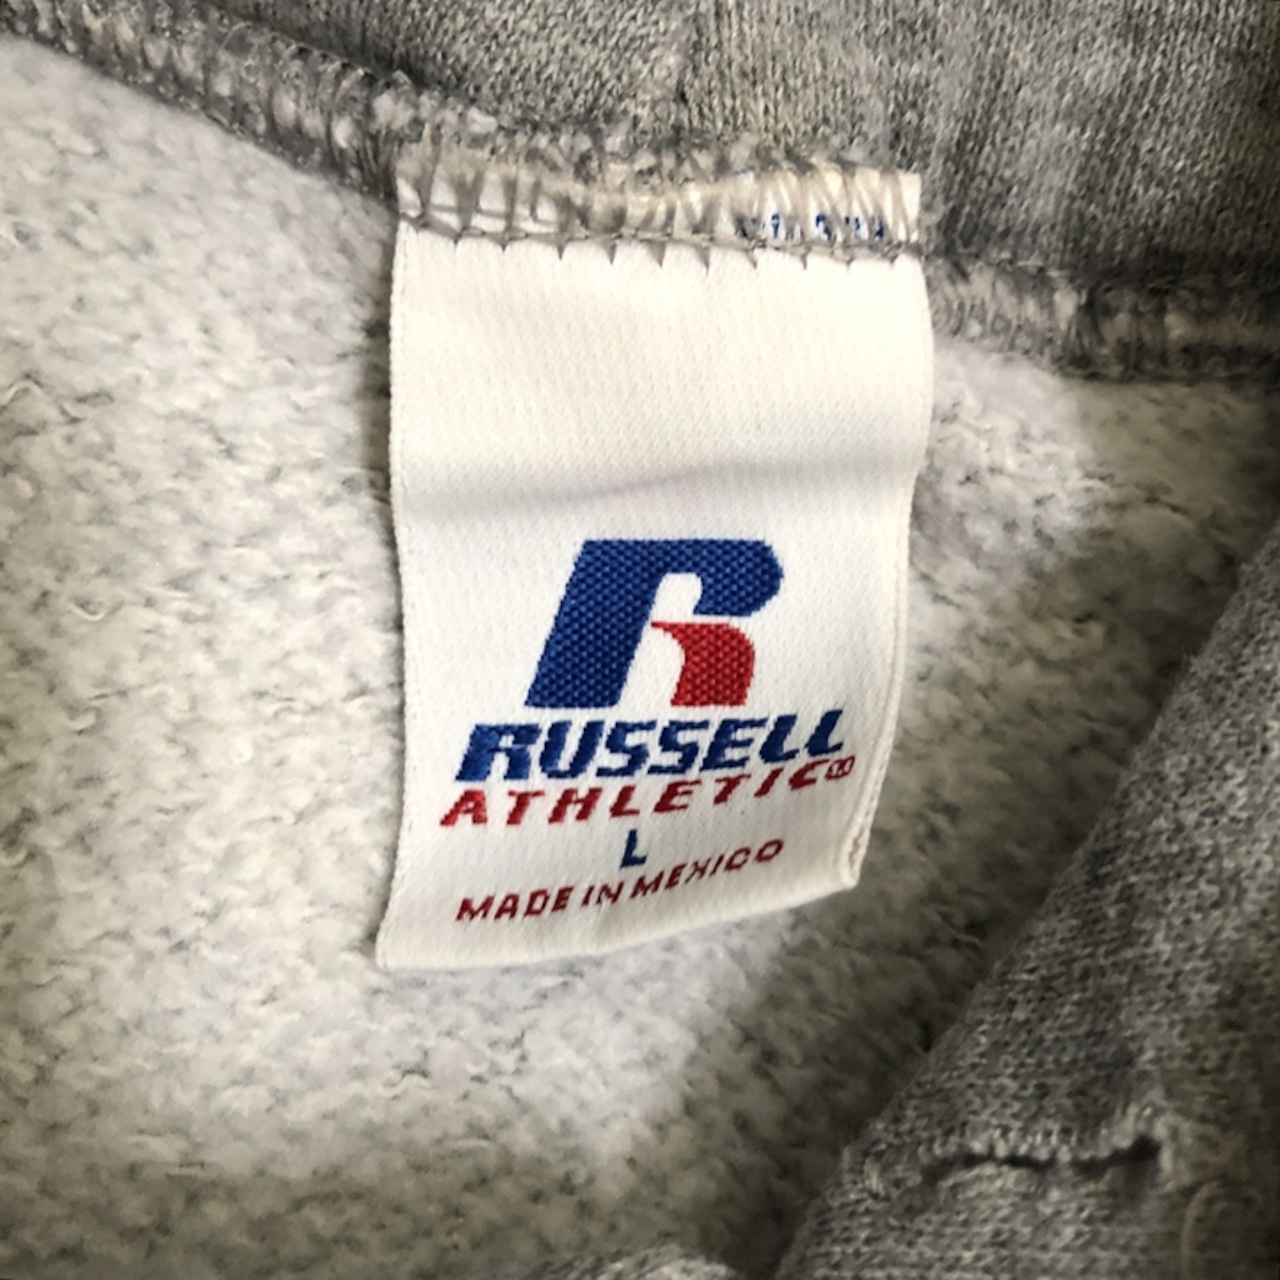 R
RUSSELL
ATHLETIC®
L
MADE IN MEXICO